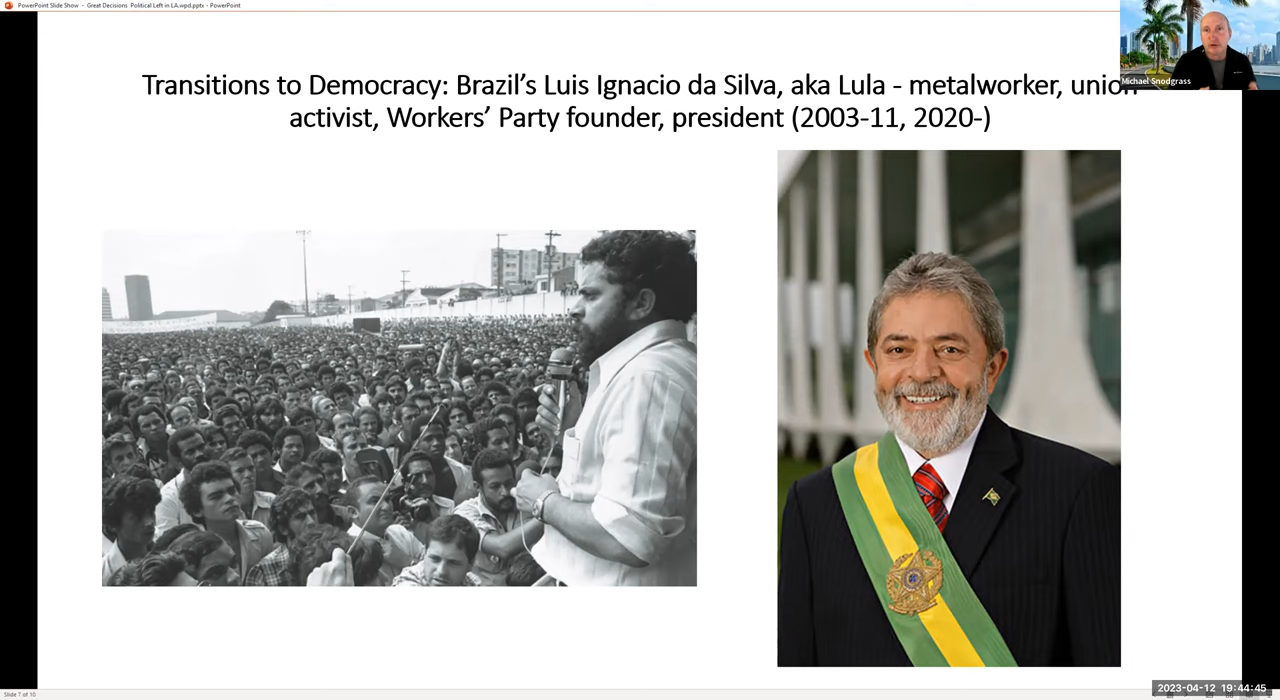 PowerPoint Slide Show - Great Decisions Political Left in LA.wpd.pptx - PowerPoint
Michael Snodgrass
Transitions to Democracy: Brazil's Luis Ignacio da Silva, aka Lula - metalworker, union
activist, Workers' Party founder, president (2003-11, 2020-)
Slide 7 of 10
2023-04-12 19:44:45